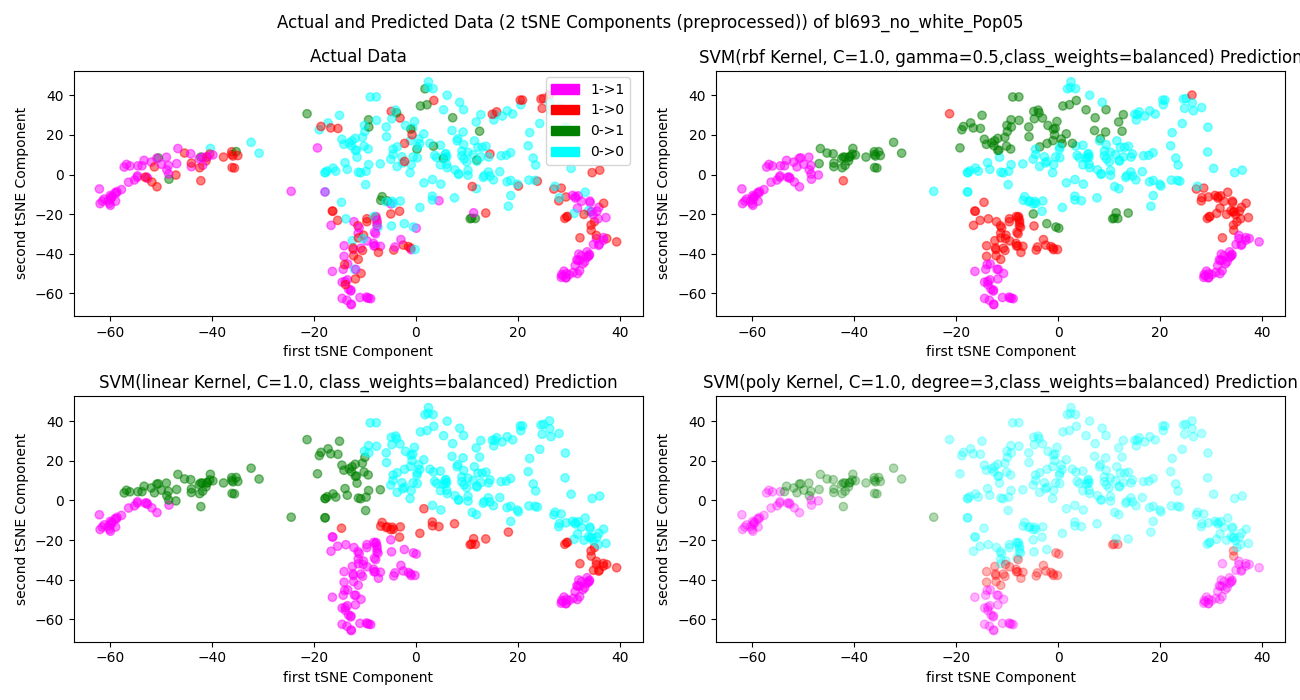 Actual and Predicted Data (2 tSNE Components (preprocessed)) of bl693_no_white_Pop05
Actual Data
second tSNE Component
40
20
0
−20
−40
−60
1->1
1->0
0->1
0->0
−60 −40 −20 0 20 40
first tSNE Component
SVM(rbf Kernel, C=1.0, gamma=0.5,class_weights=balanced) Prediction
second tSNE Component
40
20
0
−20
−40
−60
−60 −40 −20 0 20 40
first tSNE Component
SVM(linear Kernel, C=1.0, class_weights=balanced) Prediction
second tSNE Component
40
20
0
−20
−40
−60
−60 −40 −20 0 20 40
first tSNE Component
SVM(poly Kernel, C=1.0, degree=3,class_weights=balanced) Prediction
second tSNE Component
40
20
0
−20
−40
−60
−60 −40 −20 0 20 40
first tSNE Component